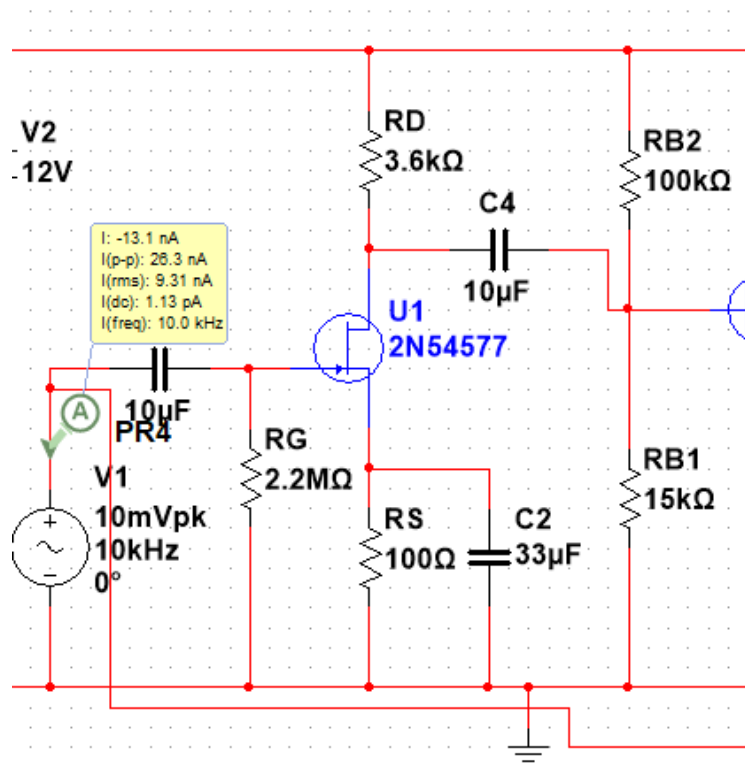 V2
-12V
RD
3.6kΩ
RB2
100kΩ
C4
10µF
I: -13.1 nA
I(p-p): 26.3 nA
I(rms): 9.31 nA
I(dc): 1.13 pA
I(freq): 10.0 kHz
U1
2N54577
A
10µF
PR4
RG
2.2MΩ
V1
10mVpk
10kHz
0°
RS
100Ω
C2
33µF
RB1
15kΩ